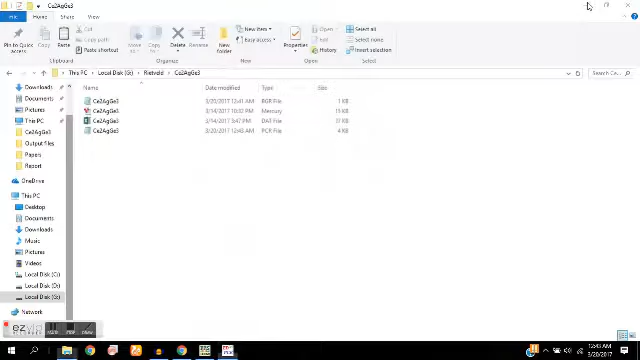 Ce2AgGe3
File Home Share View
Pin to Quick access Copy Paste Cut Copy path Paste shortcut Move to Copy to Delete Rename New folder New item Easy access Properties Open Edit History Select all Select none Invert selection
Clipboard Organize New Open Select
This PC Local Disk (G:) Rietveld Ce2AgGe3 Search Ce...
Name Date modified Type Size
Ce2AgGe3 3/20/2017 12:41 AM BGR File 1 KB
Ce2AgGe3 3/14/2017 10:02 PM Mercury
Ce2AgGe3 3/14/2017 5:47 PM DAT File
Ce2AgGe3 3/20/2017 12:43 AM PCR File 4 KB
Downloads
Documents
Pictures
This PC
Ce2AgGe3
Output files
Papers
Report
OneDrive
This PC
Desktop
Documents
Downloads
Music
Pictures
Videos
Local Disk (C:)
Local Disk (D:)
Local Disk (G:)
Network
12:43 AM
3/20/2017